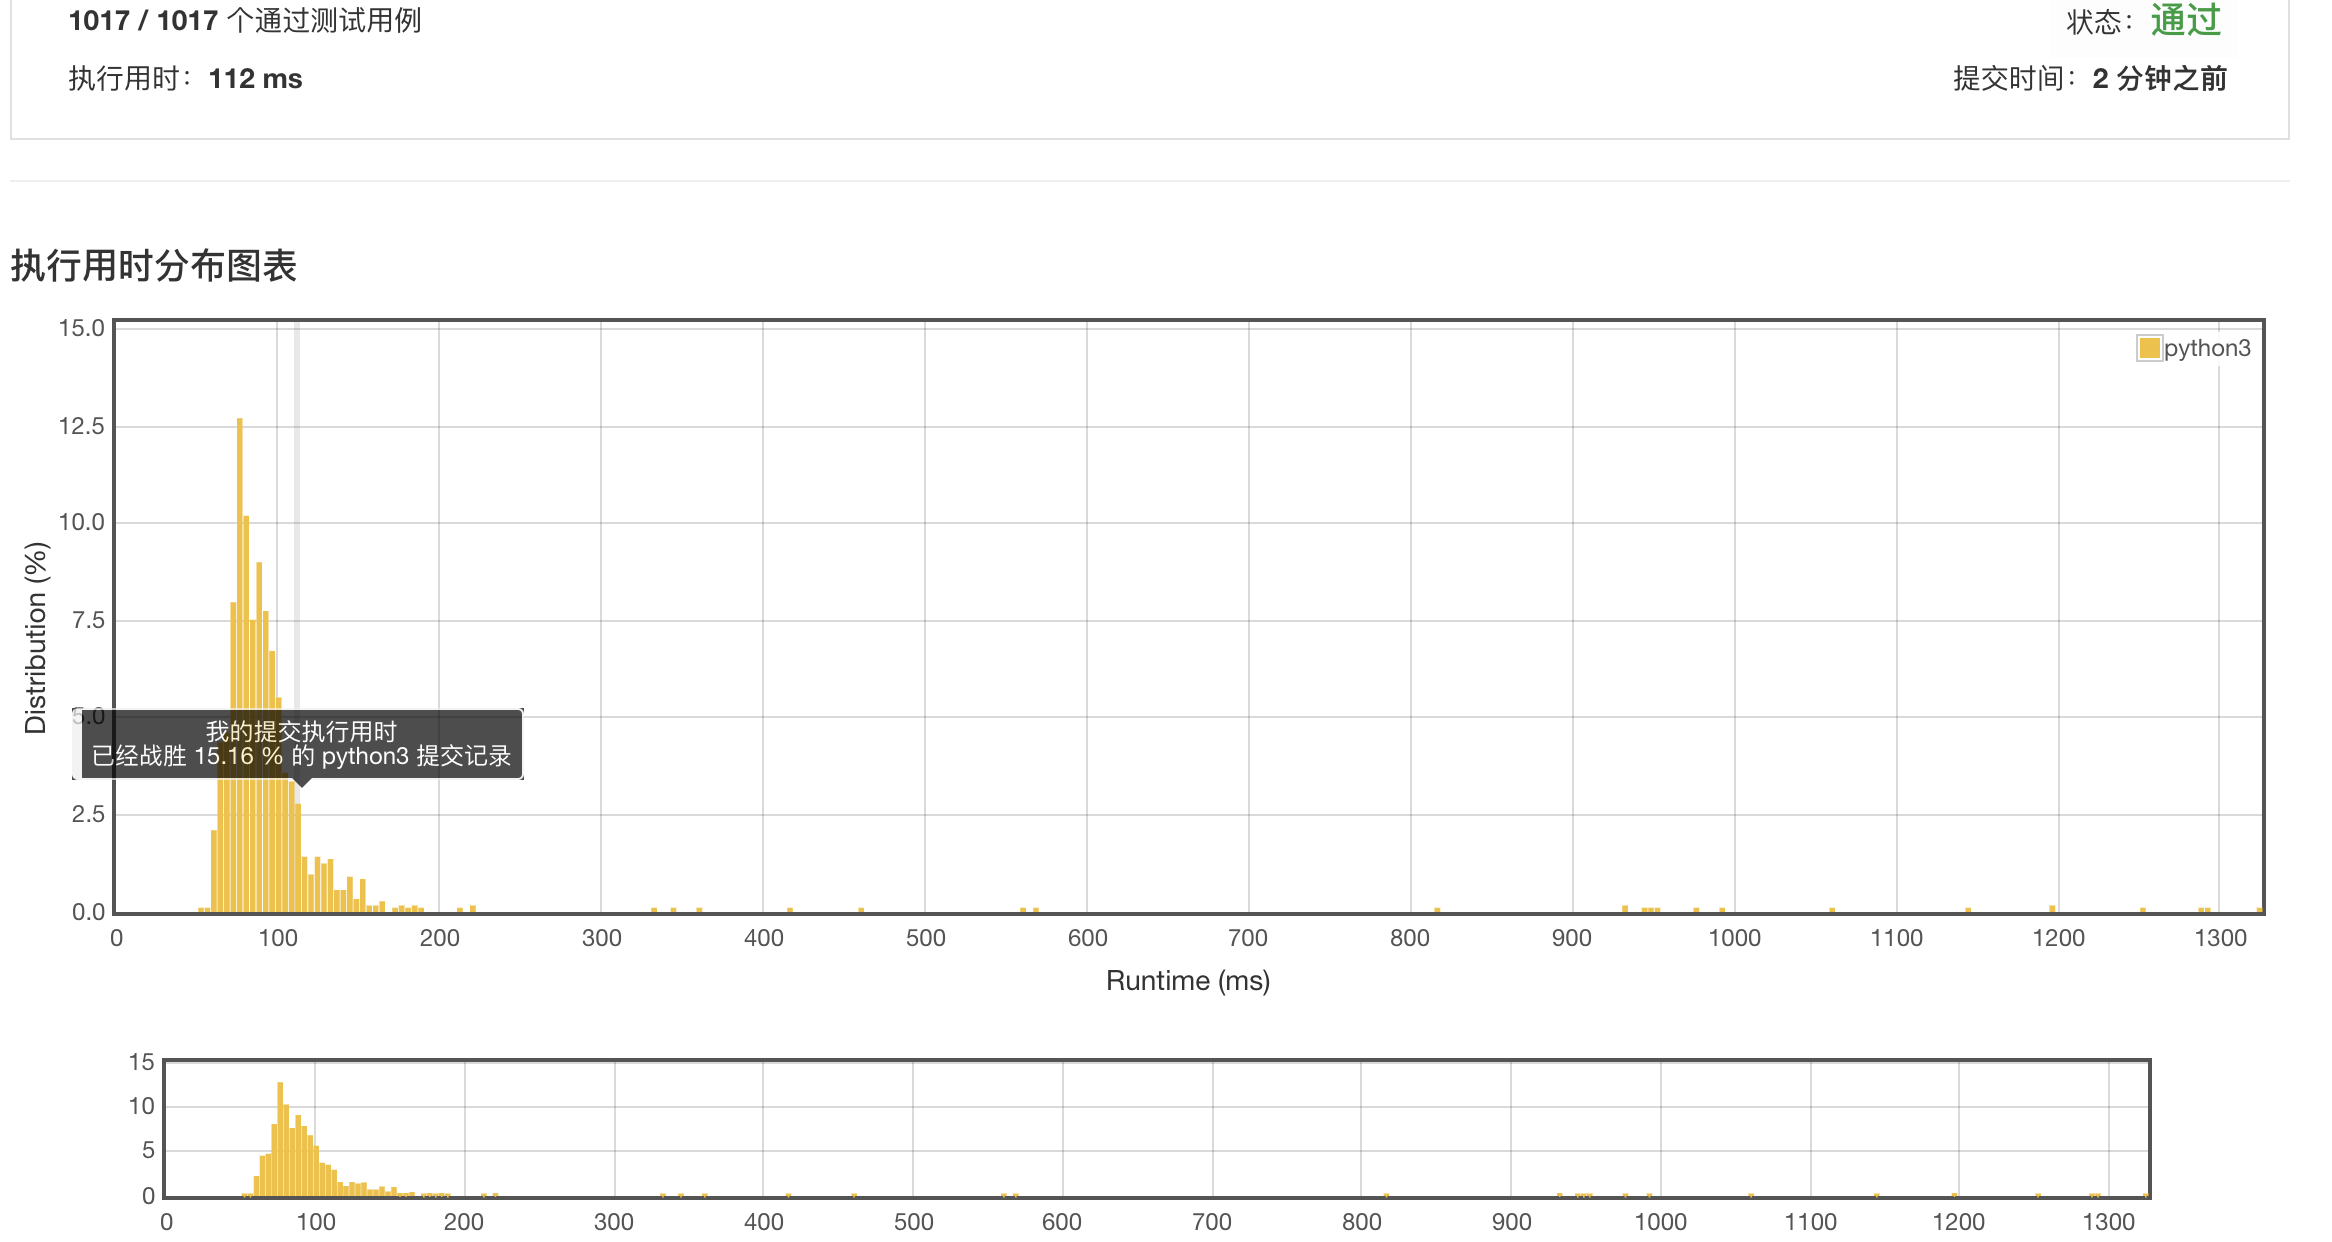 1017 / 1017 个通过测试用例
状态：通过
执行用时：112 ms
提交时间：2 分钟之前
执行用时分布图表
15.0
python3
12.5
10.0
7.5
5.0
2.5
0.0
Distribution (%)
我的提交执行用时
已经战胜 15.16 % 的 python3 提交记录
0 100 200 300 400 500 600 700 800 900 1000 1100 1200 1300
Runtime (ms)
15
10
5
0
0 100 200 300 400 500 600 700 800 900 1000 1100 1200 1300